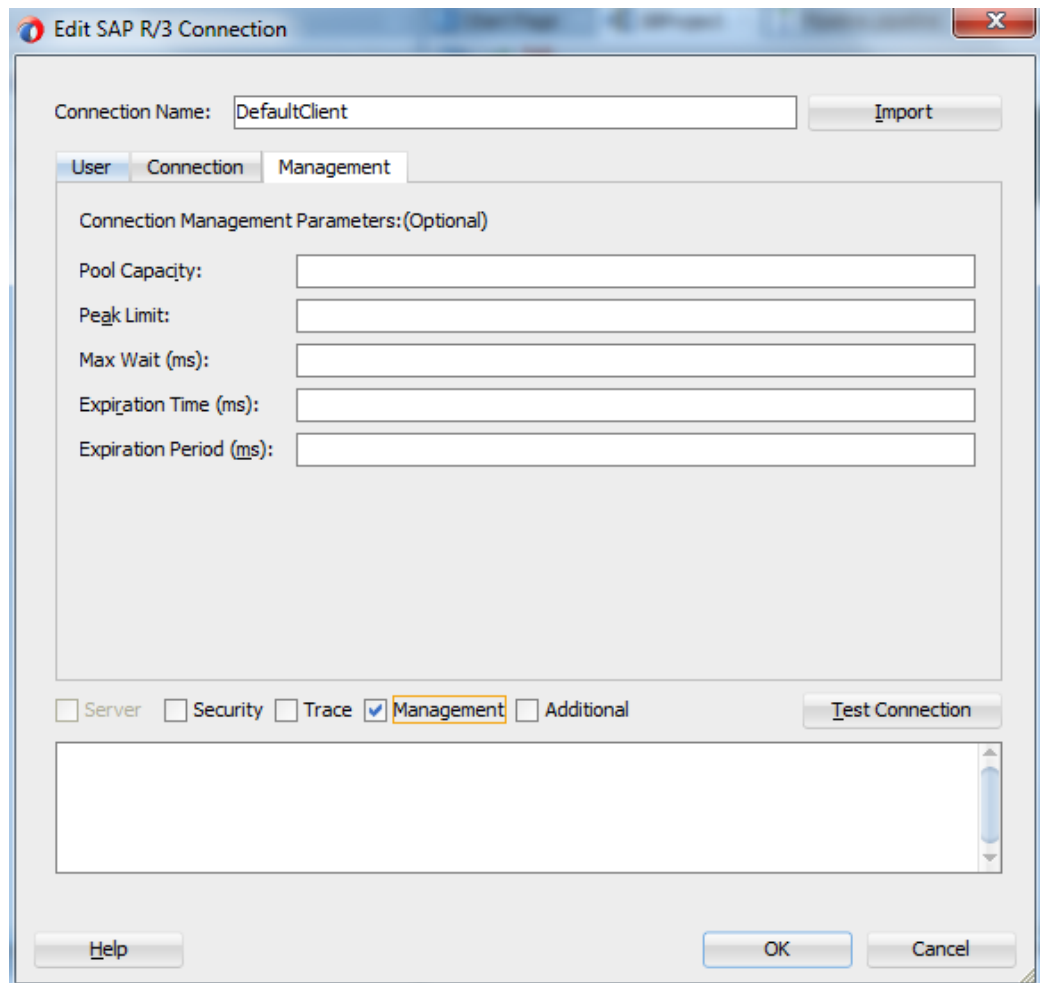 Edit SAP R/3 Connection
Connection Name: DefaultClient Import
User Connection Management
Connection Management Parameters:(Optional)
Pool Capacity:
Peak Limit:
Max Wait (ms):
Expiration Time (ms):
Expiration Period (ms):
Server Security Trace Management Additional Test Connection
Help OK Cancel